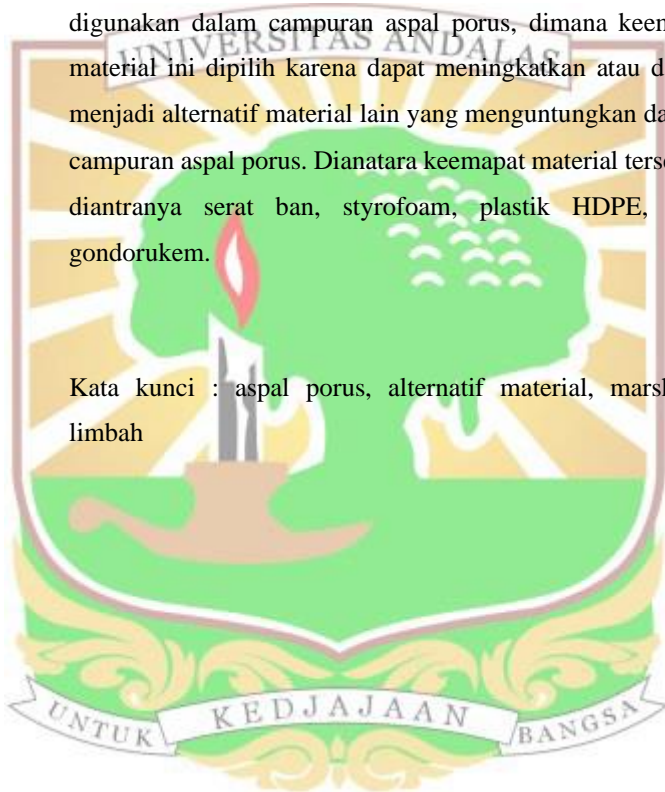 digunakan dalam campuran aspal porus, dimana keem
UNIVERSITAS ANDALAS
material ini dipilih karena dapat meningkatkan atau d
menjadi alternatif material lain yang menguntungkan da
campuran aspal porus. Dianatara keemapat material terse
diantranya serat ban, styrofoam, plastik HDPE,
gondorukem.
Kata kunci : aspal porus, alternatif material, mars
limbah
UNTUK KEDJAJAAN BANGSA